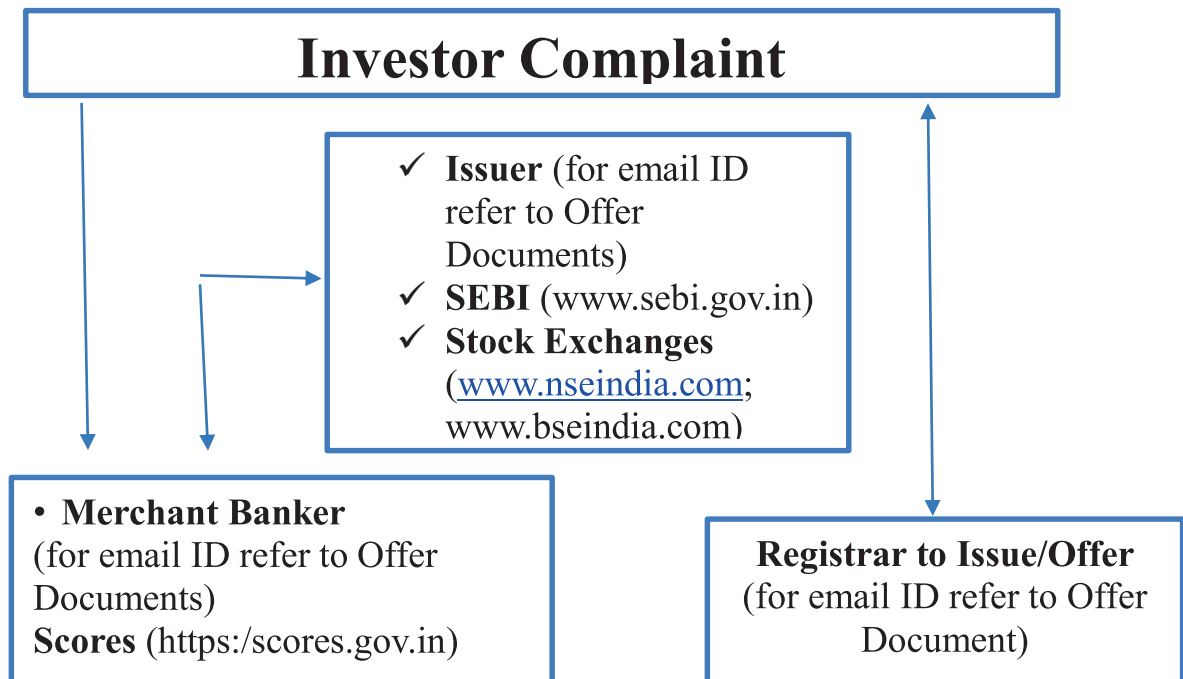 Investor Complaint
✓ Issuer (for email ID
refer to Offer
Documents)
✓ SEBI (www.sebi.gov.in)
✓ Stock Exchanges
(www.nseindia.com;
www.bseindia.com)
• Merchant Banker
(for email ID refer to Offer
Documents)
Scores (https:/scores.gov.in)
Registrar to Issue/Offer
(for email ID refer to Offer
Document)